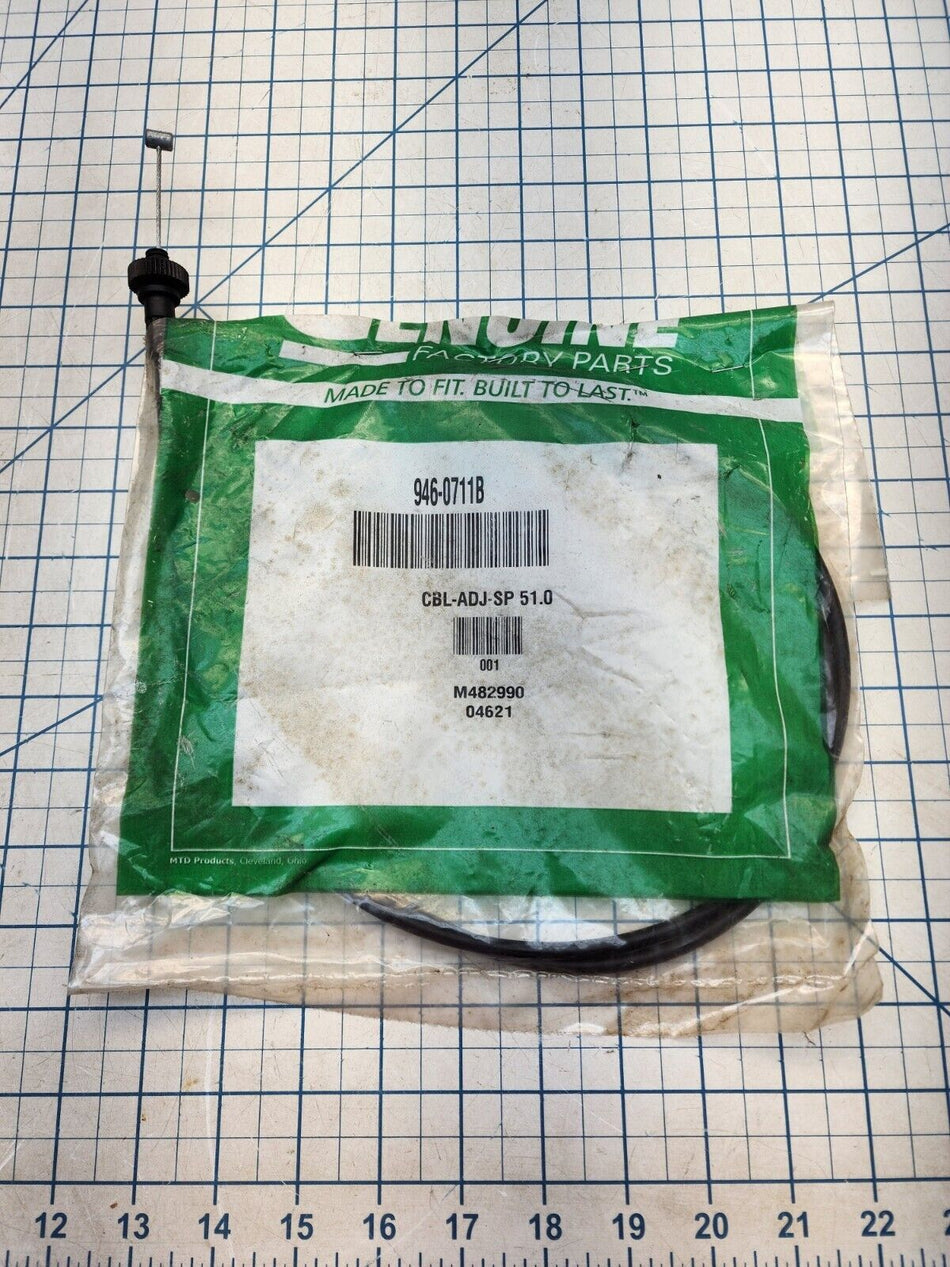 GENUINE
FACTORY PARTS
MADE TO FIT. BUILT TO LAST.™
946-0711B
CBL-ADJ-SP 51.0
001
M482990
04621
MTD Products, Cleveland, Ohio
12 13 14 15 16 17 18 19 20 21 22